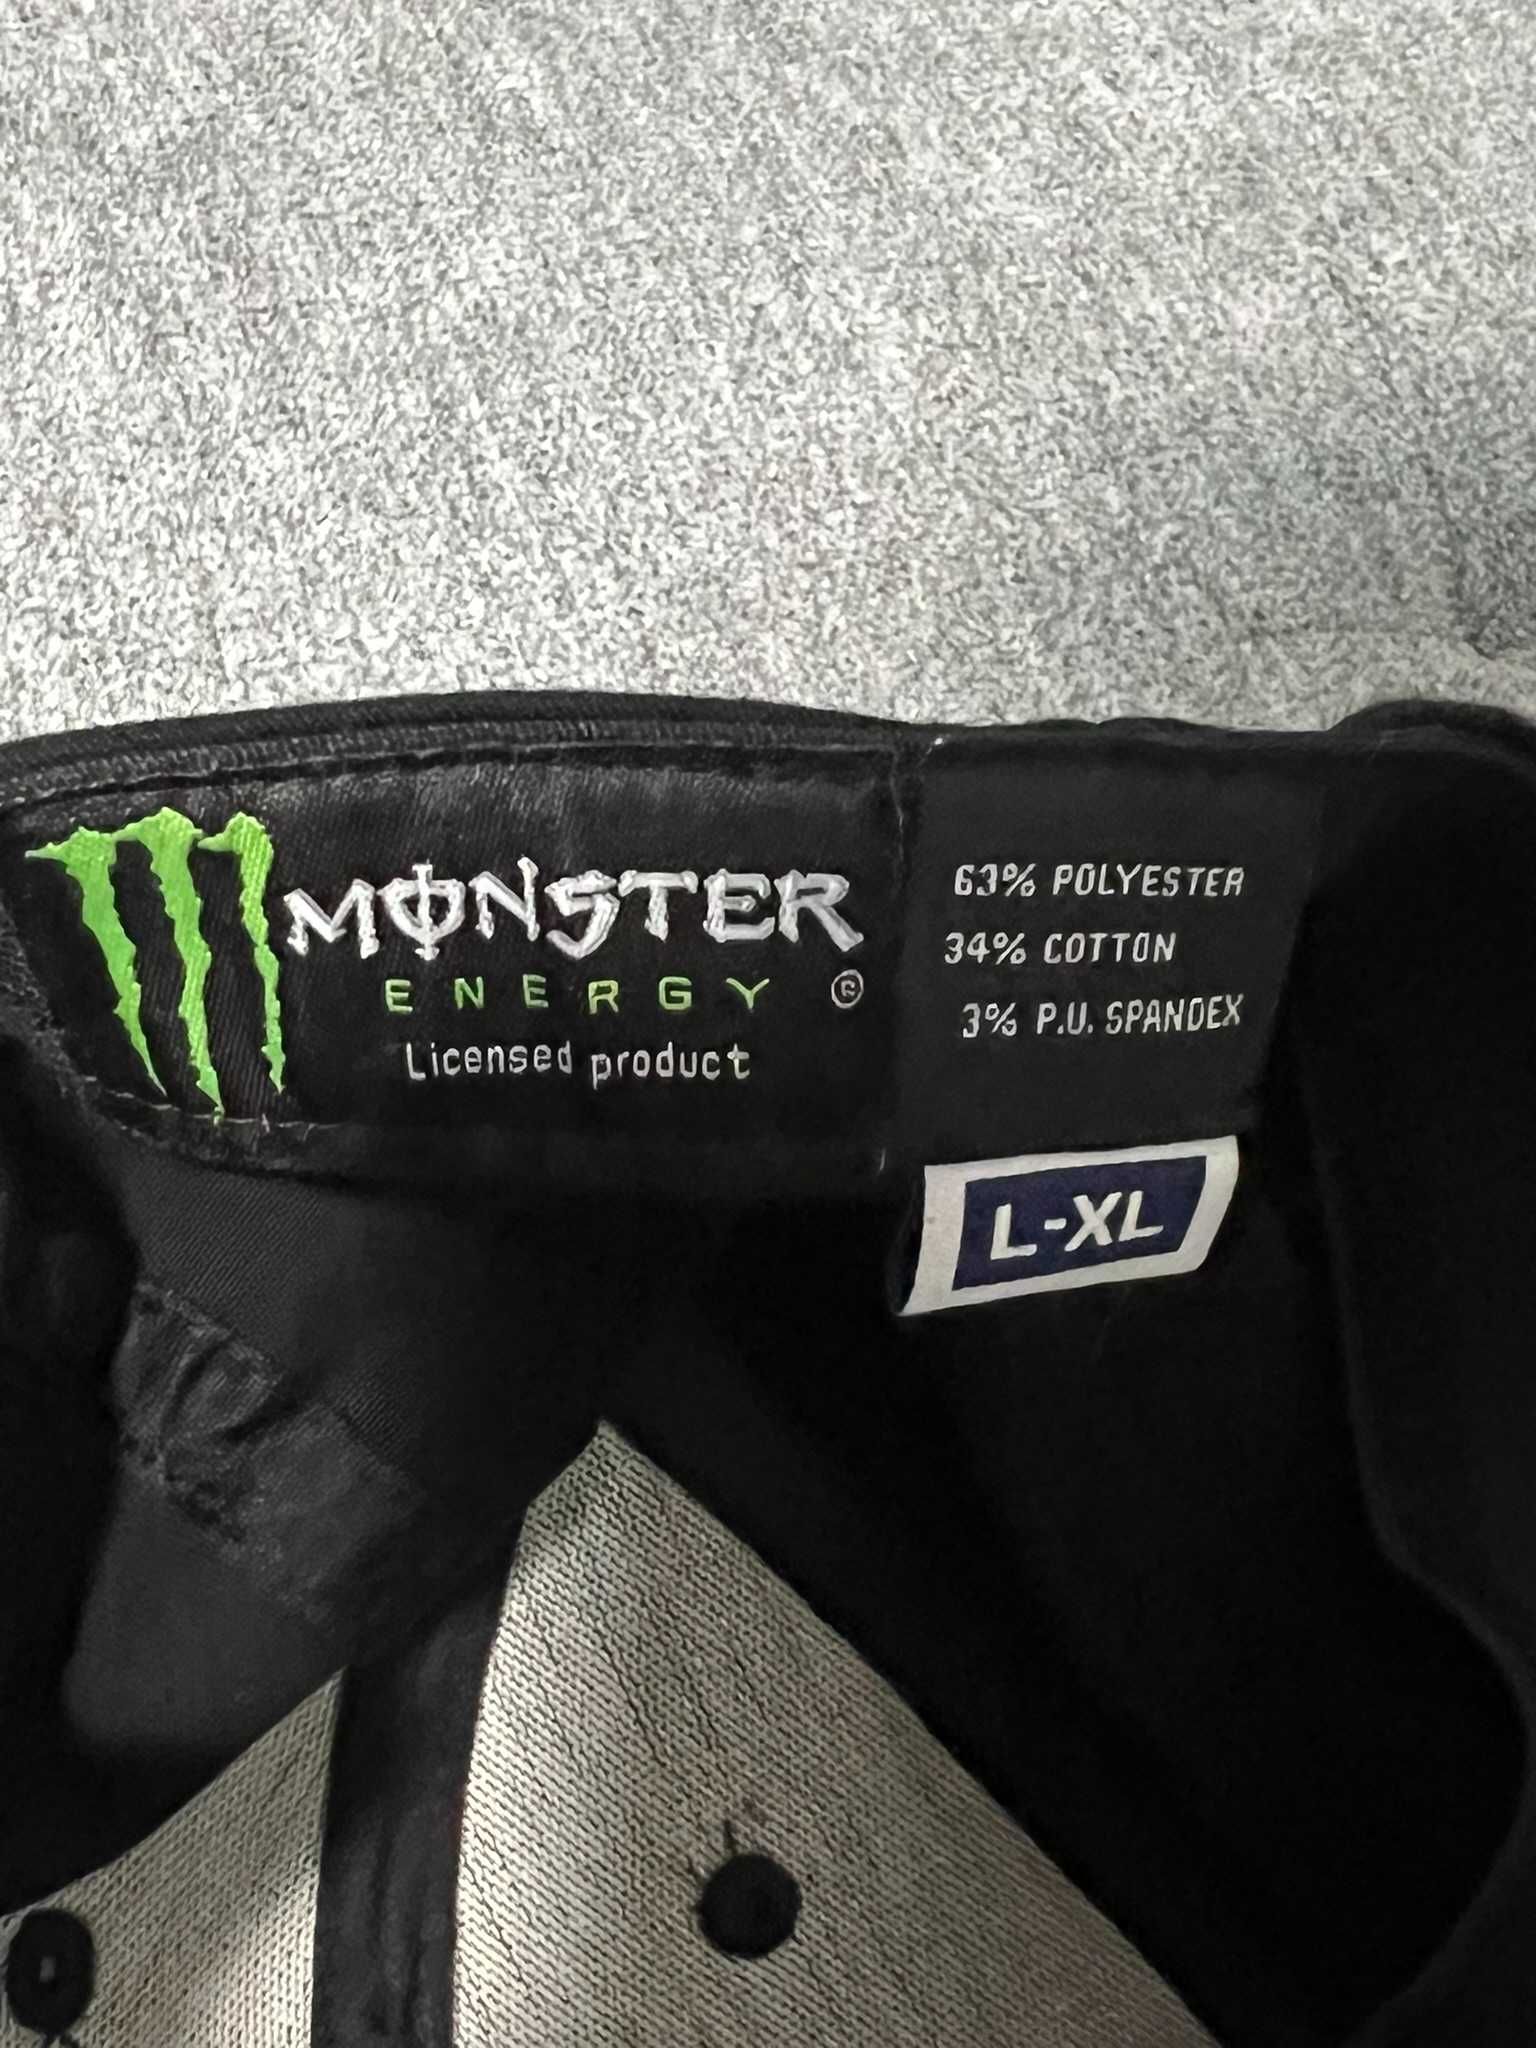 MONSTER
ENERGY ®
Licensed product
63% POLYESTER
34% COTTON
3% P.U. SPANDEX
L-XL